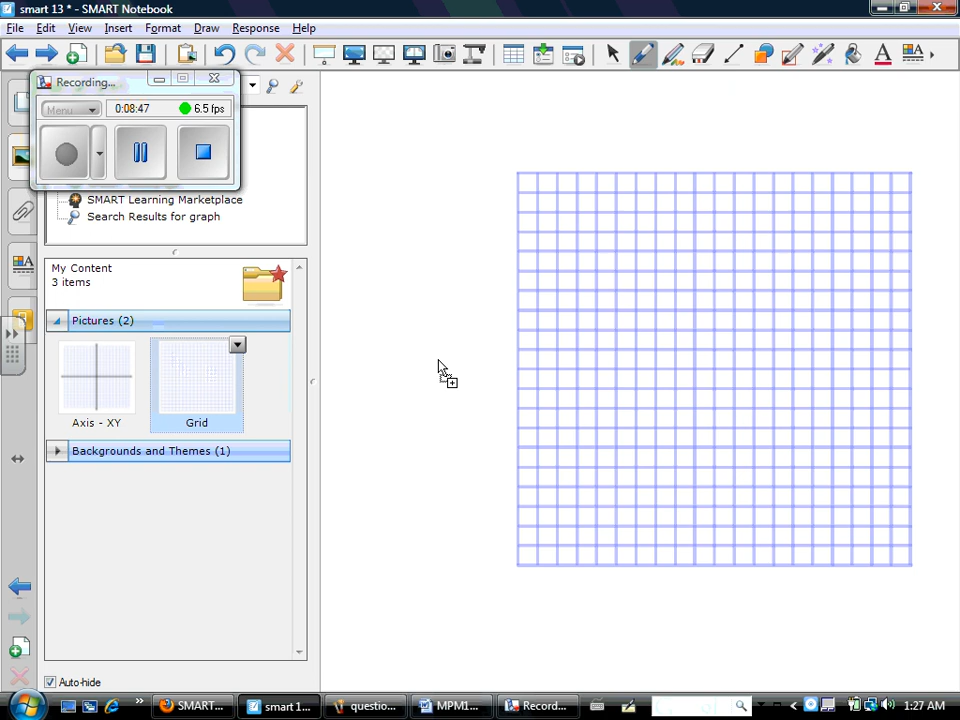 smart 13 * - SMART Notebook
File Edit View Insert Format Draw Response Help
Recording...
Menu 0:08:47 6.5 fps
SMART Learning Marketplace
Search Results for graph
My Content
3 items
Pictures (2)
Axis - XY Grid
Backgrounds and Themes (1)
Auto-hide
SMART... smart 1... questio... MPM1... Record... 1:27 AM